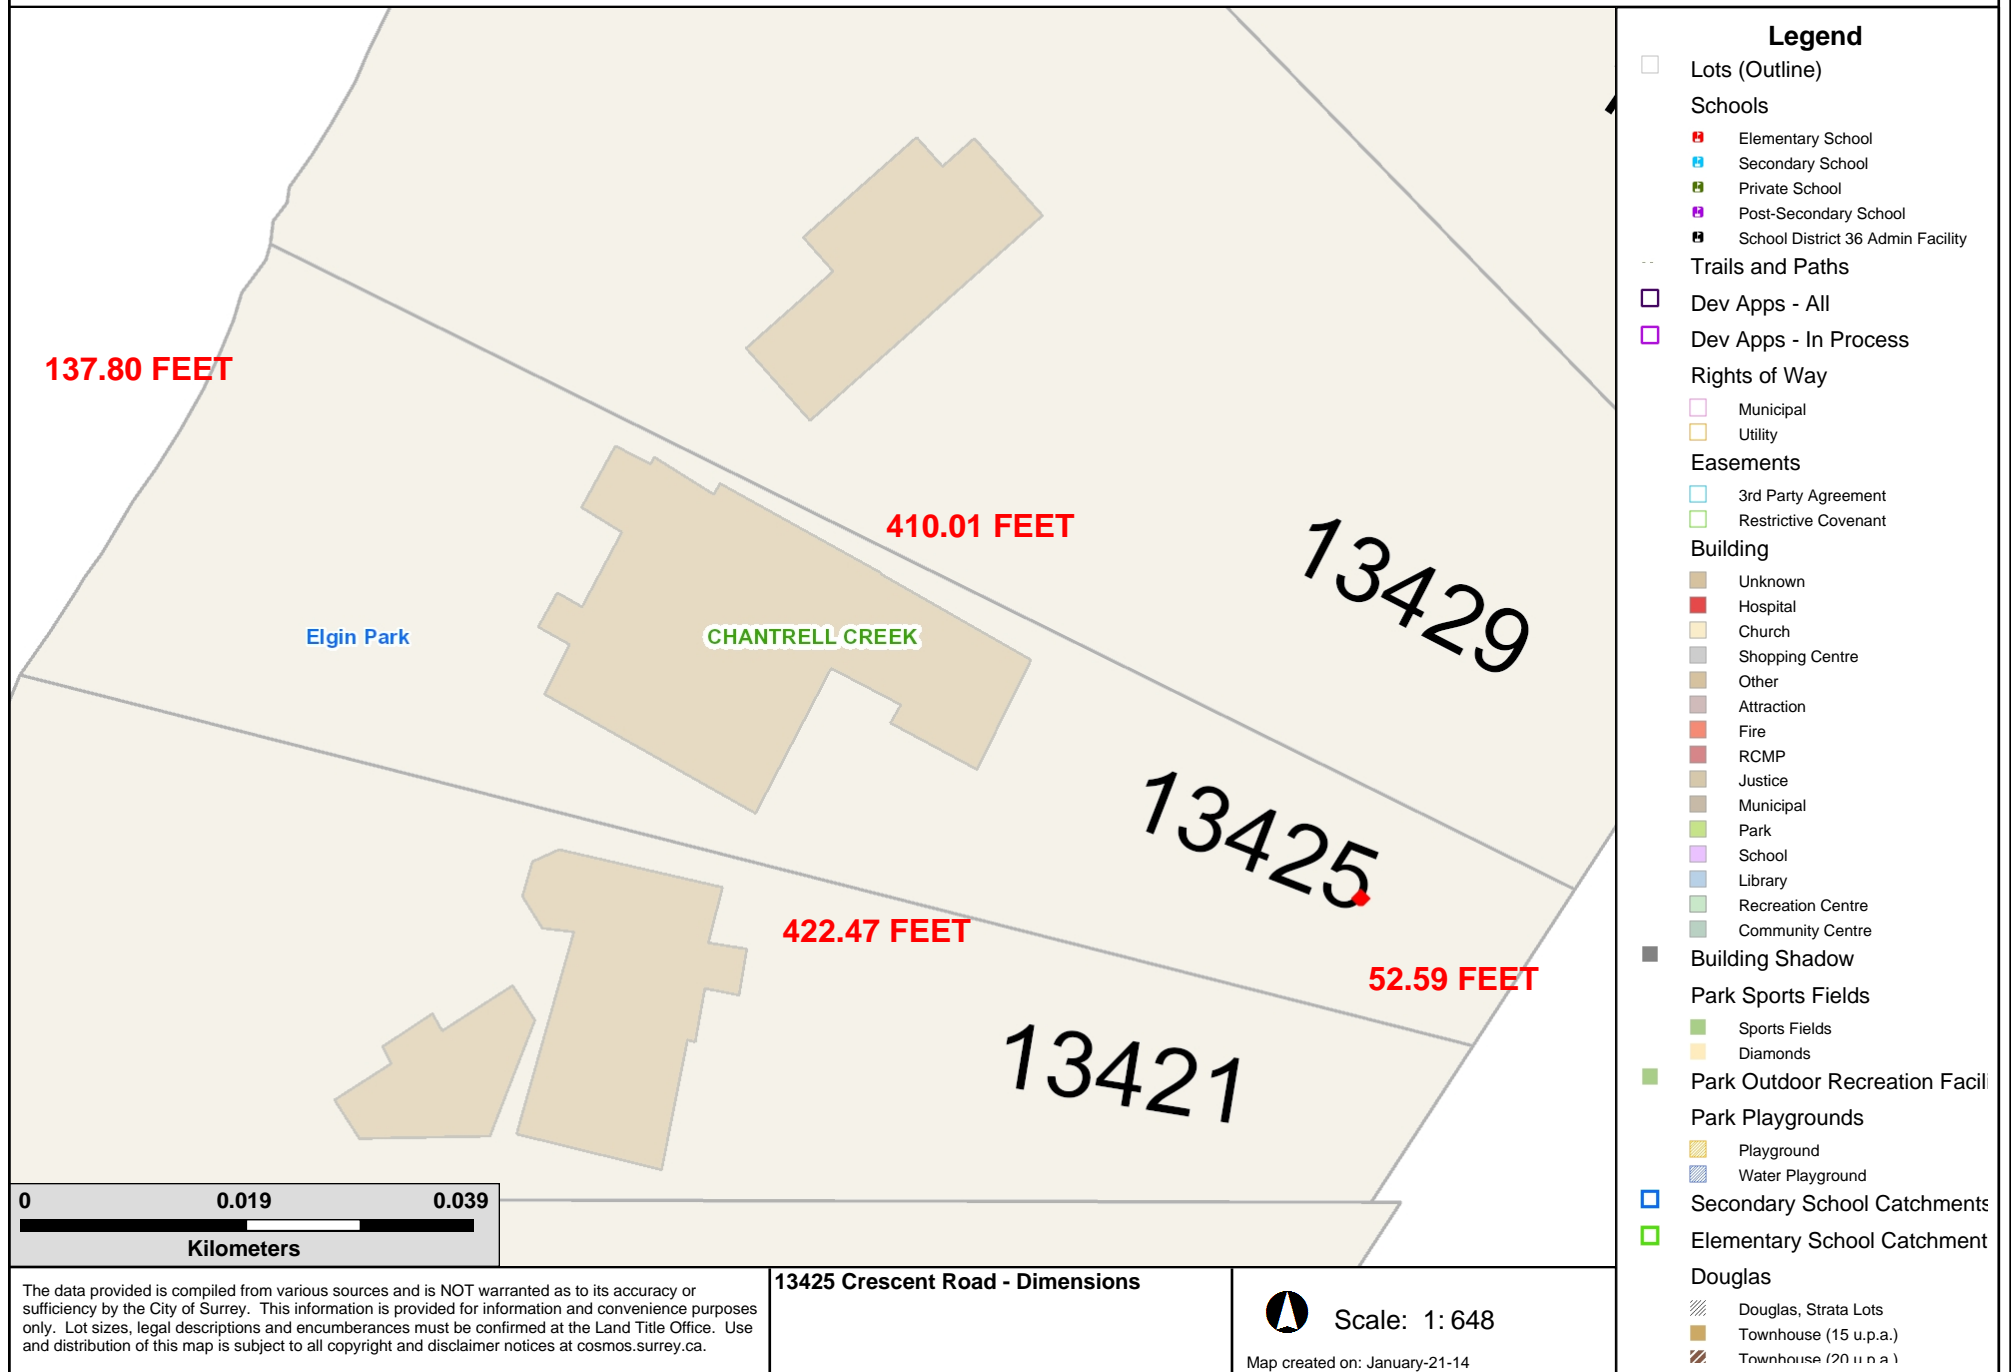 137.80 FEET
410.01 FEET
13429
Elgin Park
CHANTRELL CREEK
13425
422.47 FEET
52.59 FEET
13421
0 0.019 0.039
Kilometers
The data provided is compiled from various sources and is NOT warranted as to its accuracy or
sufficiency by the City of Surrey. This information is provided for information and convenience purposes
only. Lot sizes, legal descriptions and encumberances must be confirmed at the Land Title Office. Use
and distribution of this map is subject to all copyright and disclaimer notices at cosmos.surrey.ca.
13425 Crescent Road - Dimensions
Scale: 1: 648
Map created on: January-21-14
Legend
Lots (Outline)
Schools
Elementary School
Secondary School
Private School
Post-Secondary School
School District 36 Admin Facility
Trails and Paths
Dev Apps - All
Dev Apps - In Process
Rights of Way
Municipal
Utility
Easements
3rd Party Agreement
Restrictive Covenant
Building
Unknown
Hospital
Church
Shopping Centre
Other
Attraction
Fire
RCMP
Justice
Municipal
Park
School
Library
Recreation Centre
Community Centre
Building Shadow
Park Sports Fields
Sports Fields
Diamonds
Park Outdoor Recreation Facili
Park Playgrounds
Playground
Water Playground
Secondary School Catchments
Elementary School Catchment
Douglas
Douglas, Strata Lots
Townhouse (15 u.p.a.)
Townhouse (20 u.p.a.)